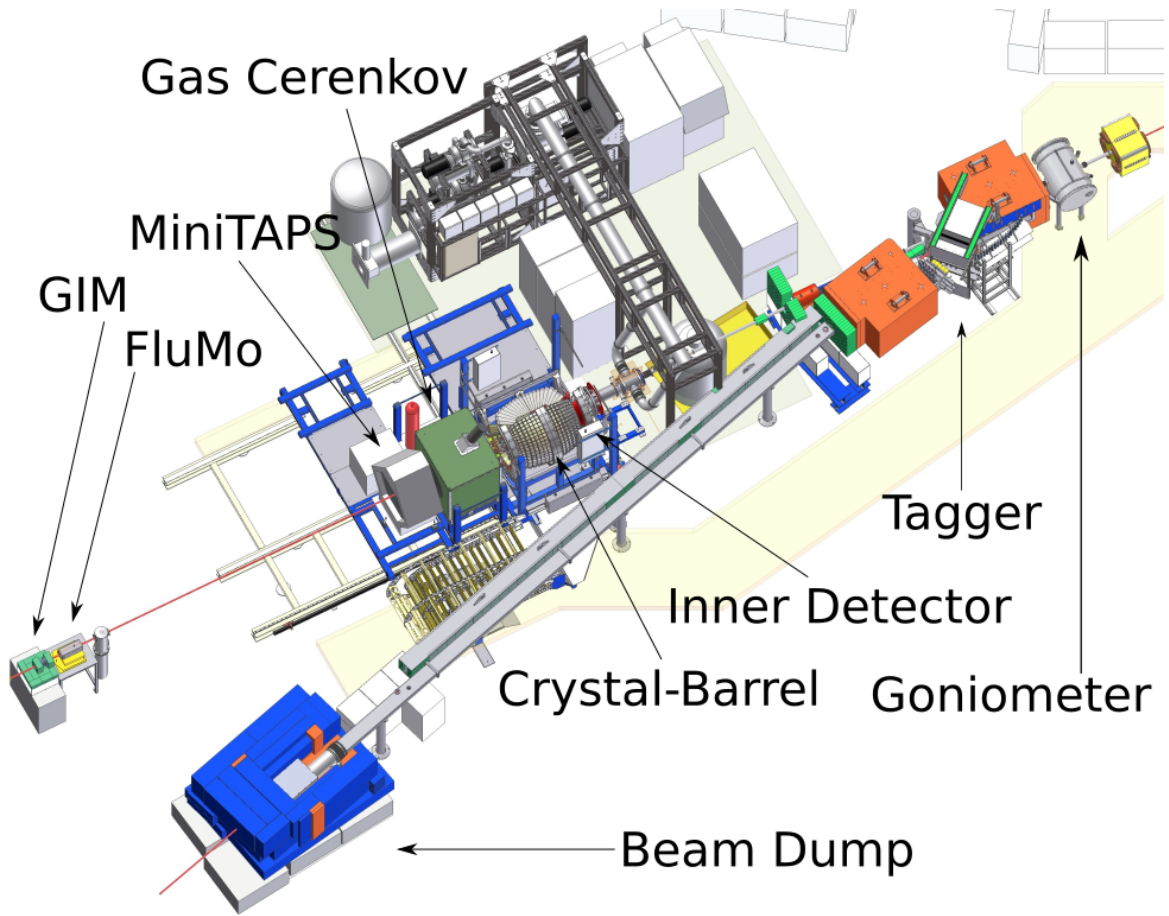 Gas Cerenkov
MiniTAPS
GIM
FluMo
Tagger
Inner Detector
Crystal-Barrel
Goniometer
Beam Dump